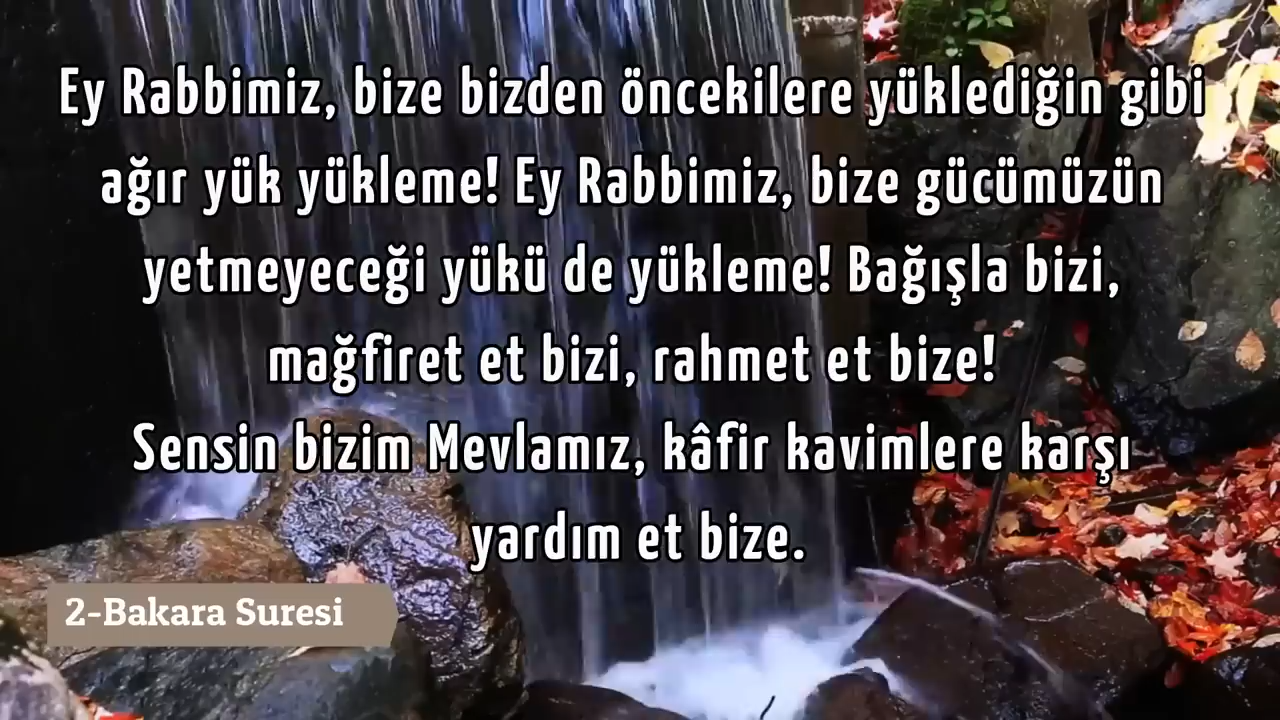 Ey Rabbimiz, bize bizden öncekilere yüklediğin gibi
ağır yük yükleme! Ey Rabbimiz, bize gücümüzün
yetmeyeceği yükü de yükleme! Bağışla bizi,
mağfiret et bizi, rahmet et bize!
Sensin bizim Mevlamız, kâfir kavimlere karşı
yardım et bize.
2-Bakara Suresi